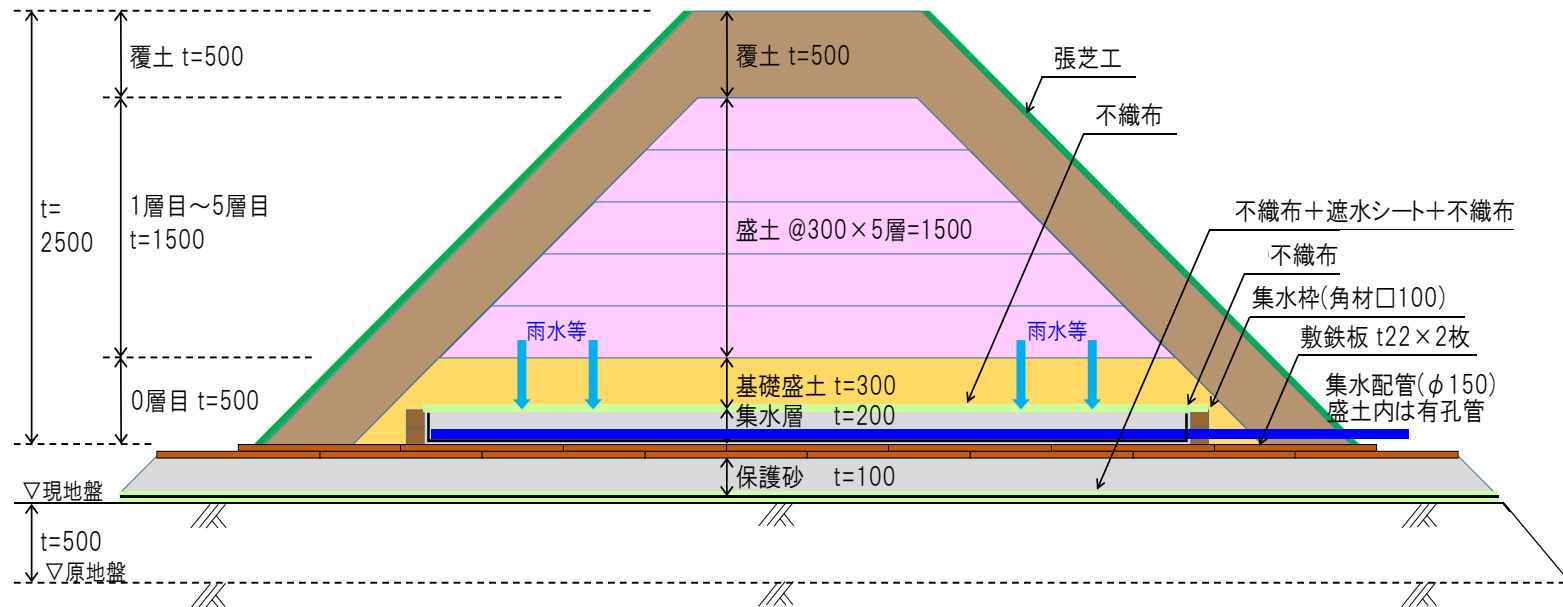 覆土 t=500
覆土 t=500
張芝工
不織布
t=
2500
1層目～5層目
t=1500
盛土 @300×5層=1500
不織布＋遮水シート＋不織布
不織布
集水枠(角材□100)
雨水等
雨水等
敷鉄板 t22×2枚
0層目 t=500
基礎盛土 t=300
集水層 t=200
集水配管(φ150)
盛土内は有孔管
保護砂 t=100
▽現地盤
t=500
▽原地盤